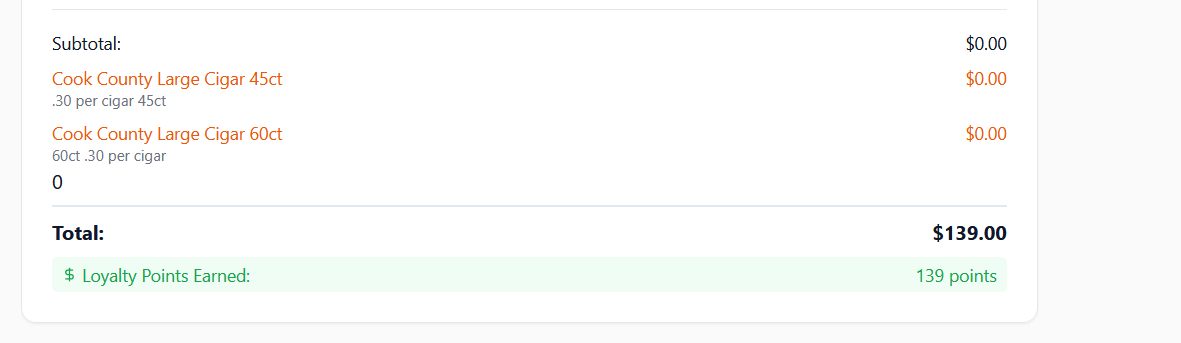 Subtotal: $0.00
Cook County Large Cigar 45ct $0.00
.30 per cigar 45ct
Cook County Large Cigar 60ct $0.00
60ct .30 per cigar
0
Total: $139.00
$ Loyalty Points Earned: 139 points